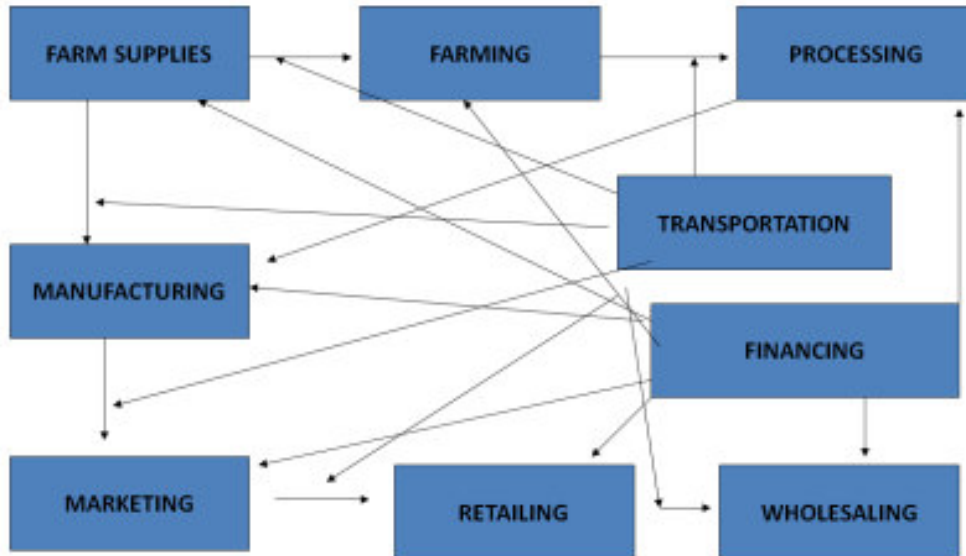 FARM SUPPLIES
FARMING
PROCESSING
TRANSPORTATION
MANUFACTURING
FINANCING
MARKETING
RETAILING
WHOLESALING